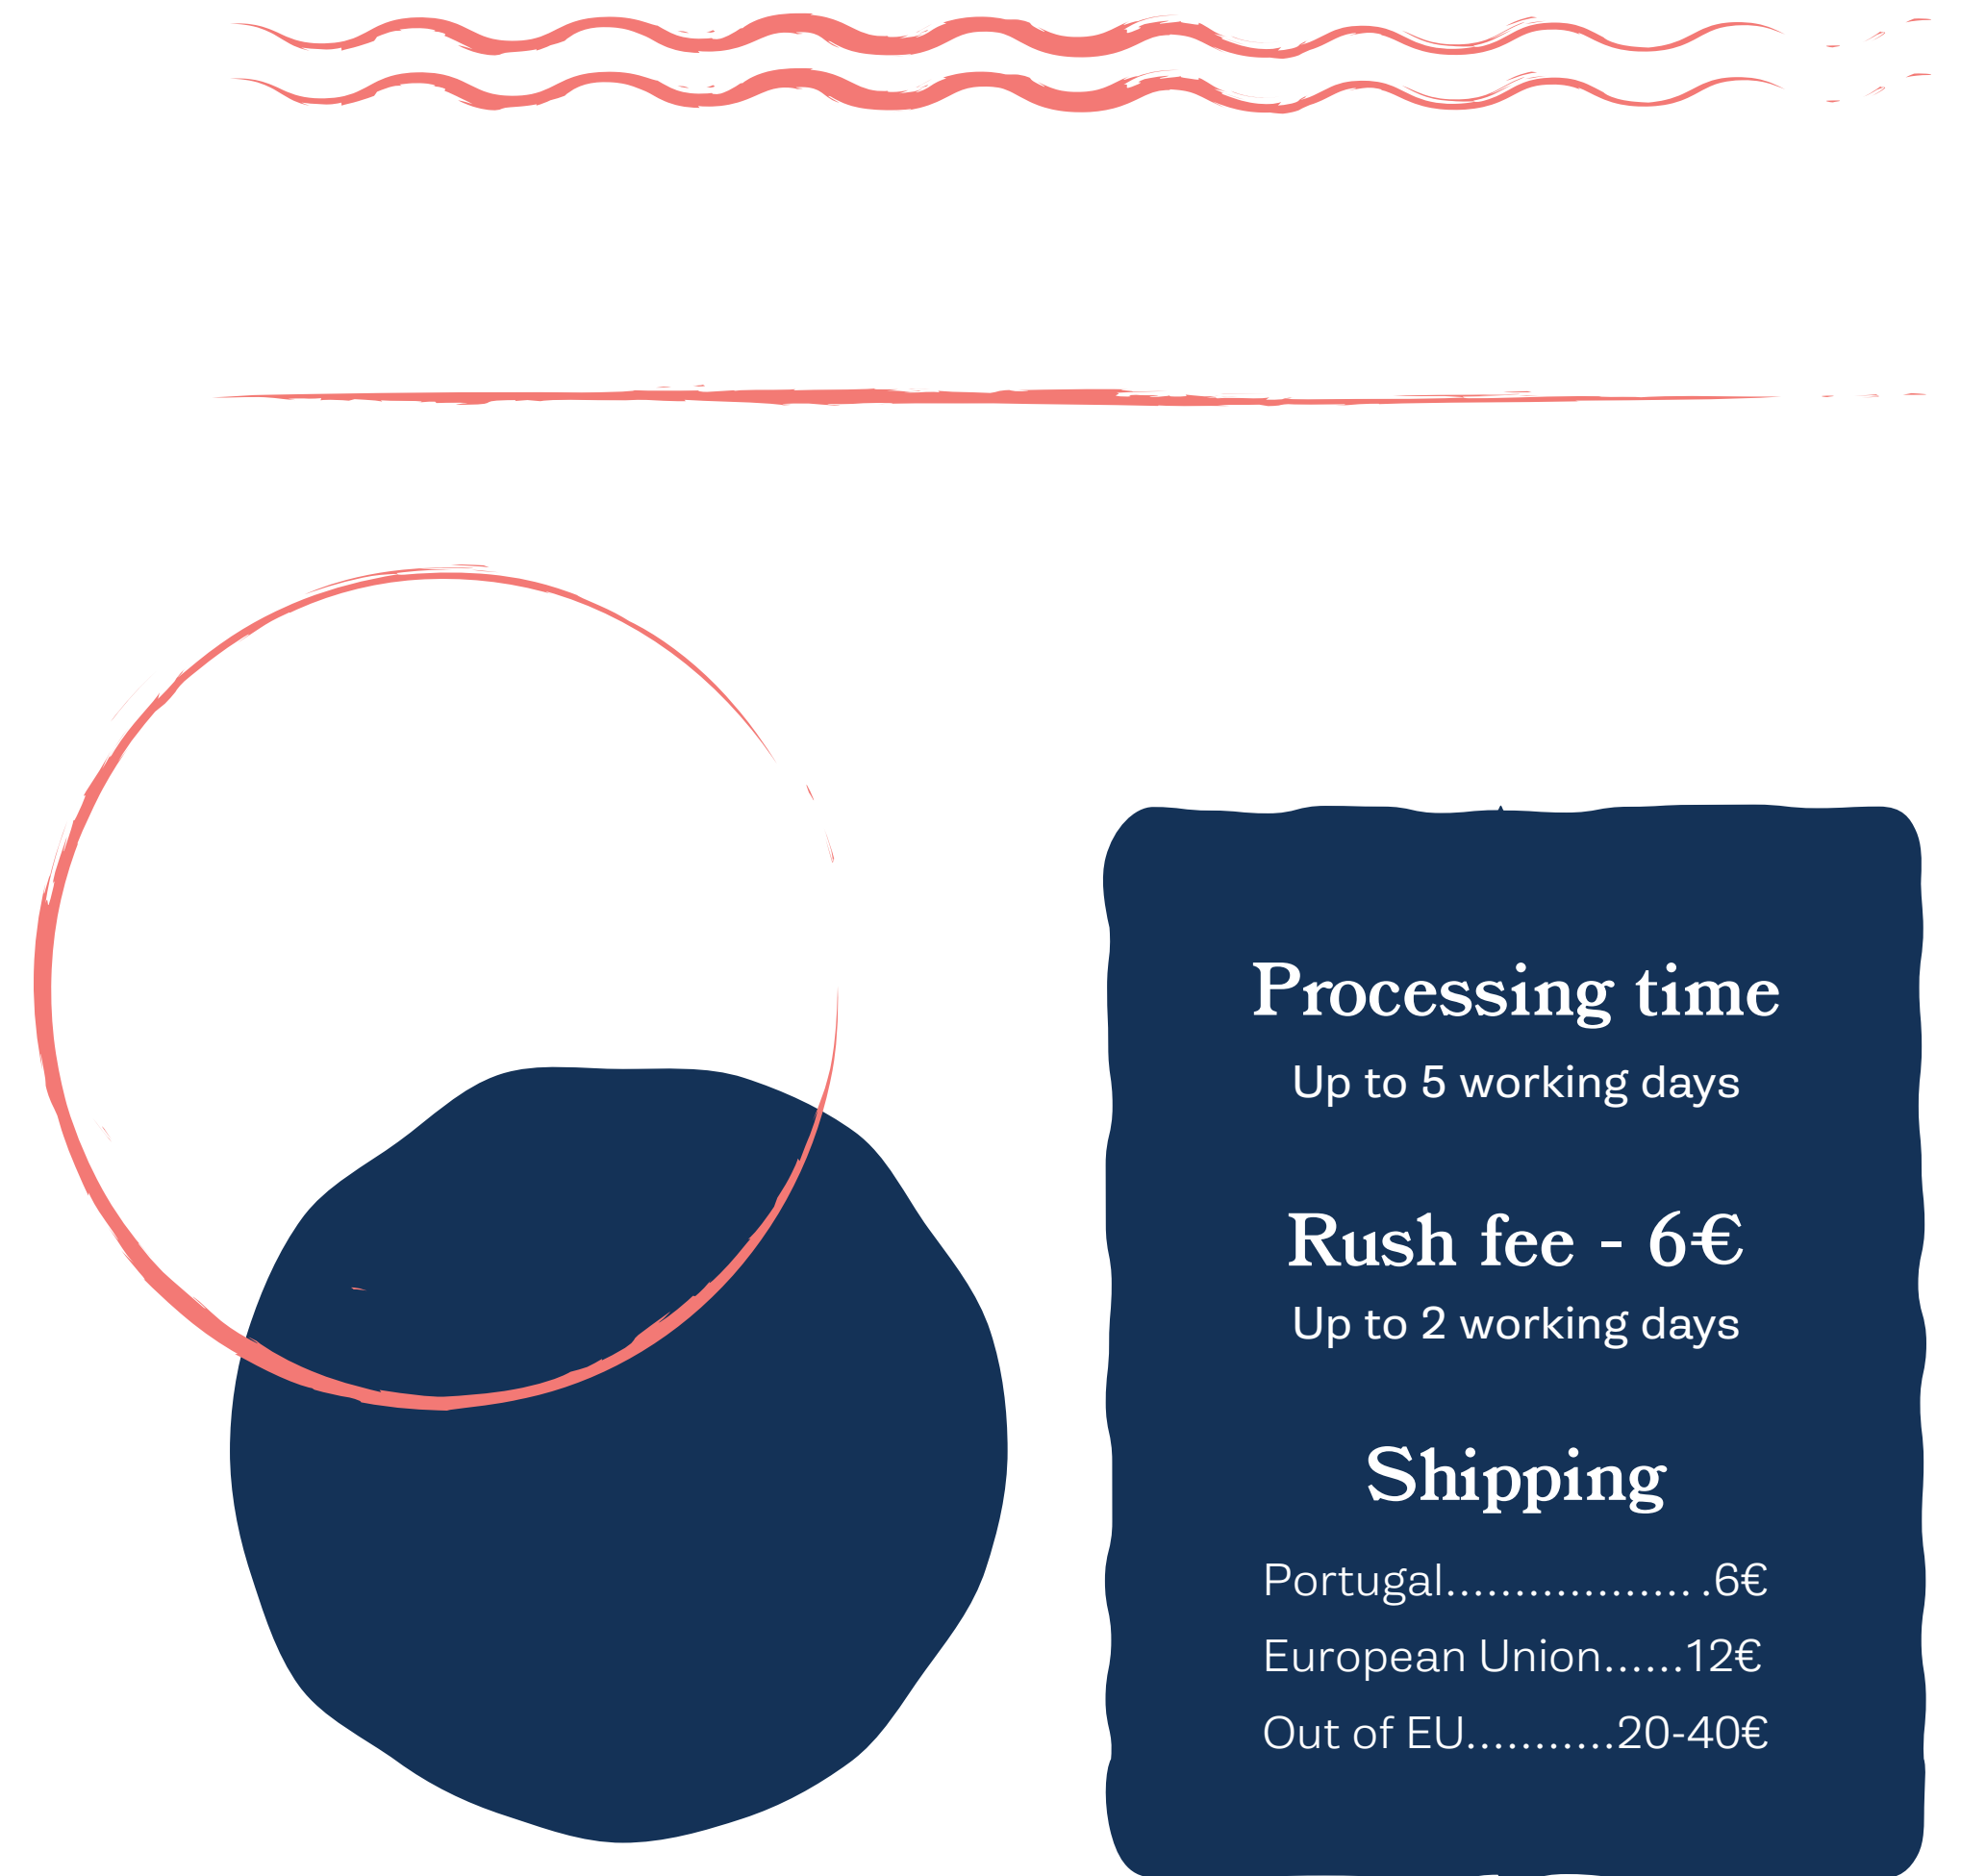 Processing time
Up to 5 working days
Rush fee - 6€
Up to 2 working days
Shipping
Portugal.................. .6€
European Union......12€
Out of EU...........20-40€